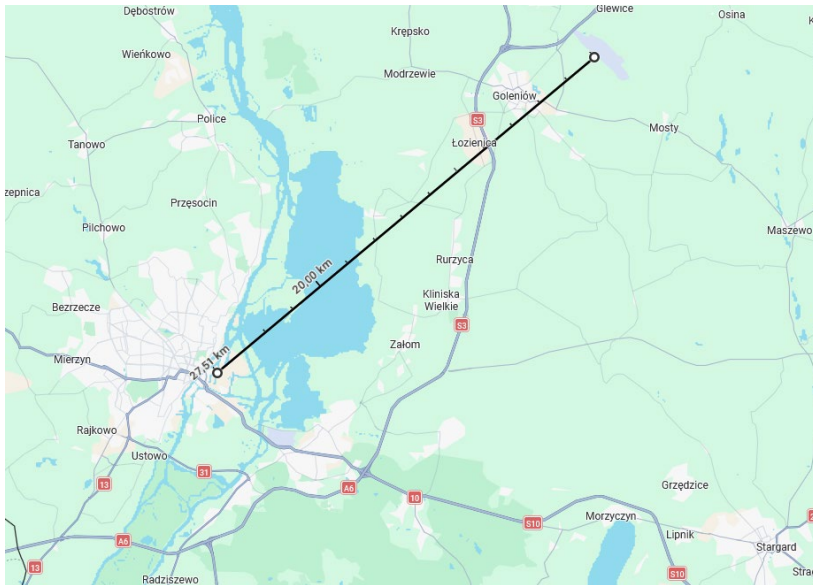 Dębostrów
Glewice
Osina
Krępsko
Wieńkowo
Modrzewie
Goleniów
Police
S3
Mosty
Tanowo
Łozienica
zepnica
Przęsocin
Pilchowo
Maszewo
Rurzyca
20,00 km
Kliniska
Wielkie
Bezrzecze
S3
Załom
Mierzyn
27,51 km
Rajkowo
Ustowo
31
13
A6
10
Grzędzice
S10
Morzyczyn
Lipnik
A6
Stargard
13
Radziszewo
S10